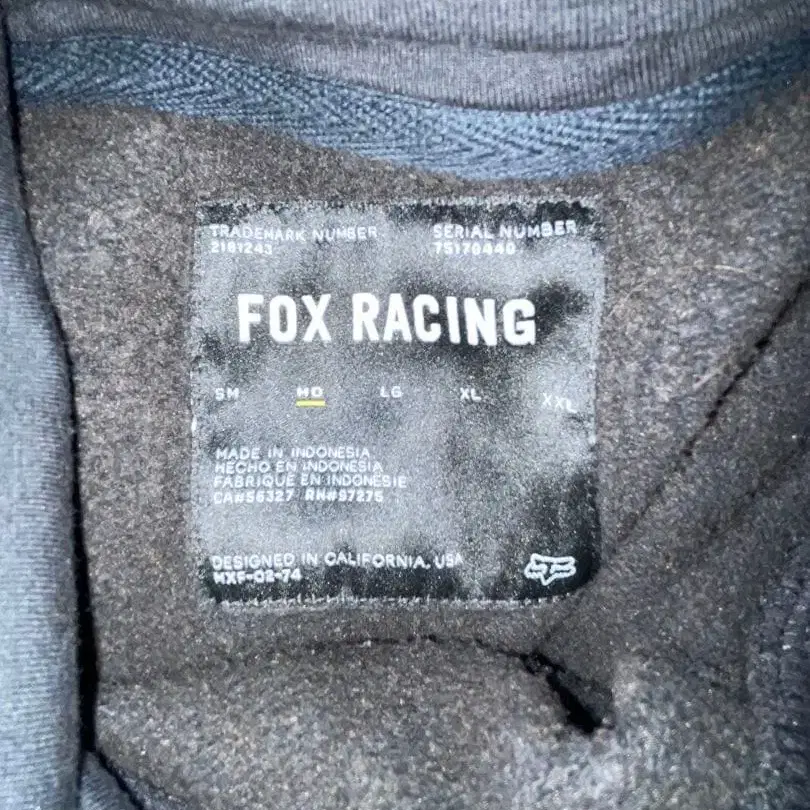 TRADEMARK NUMBER SERIAL NUMBER
2181243 75170440
FOX RACING
SM MD LG XL XXL
MADE IN INDONESIA
HECHO EN INDONESIA
FABRIQUE EN INDONESIE
CA#56327 RN#97275
DESIGNED IN CALIFORNIA, USA
MXF-02-74